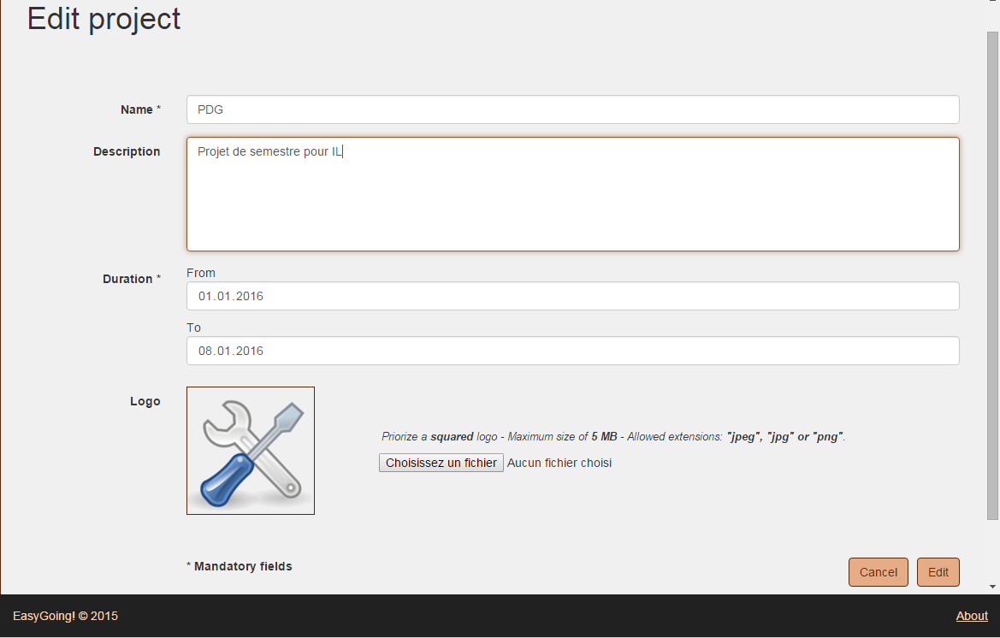 Edit project
Name *
PDG
Description
Projet de semestre pour IL
Duration *
From
01.01.2016
To
08.01.2016
Logo
Priorize a squared logo - Maximum size of 5 MB - Allowed extensions: "jpeg", "jpg" or "png".
Choisissez un fichier Aucun fichier choisi
* Mandatory fields
Cancel Edit
EasyGoing! © 2015 About